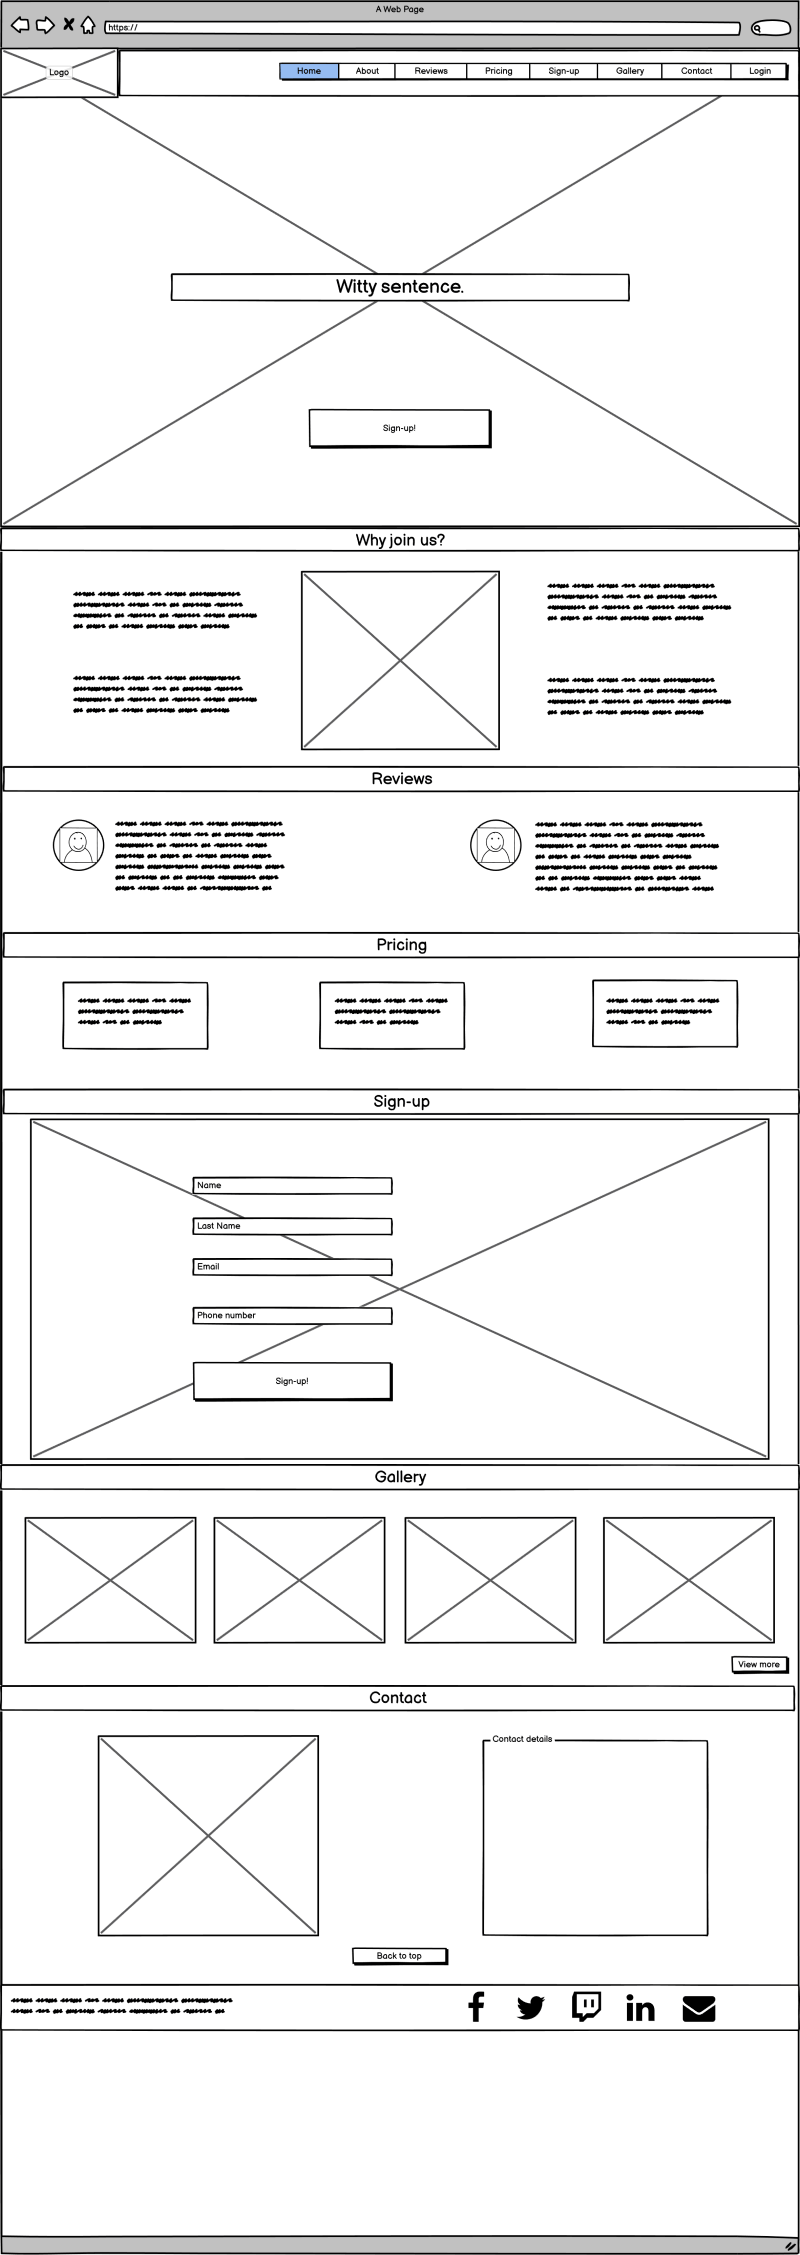 A Web Page
https://
Logo
Home About Reviews Pricing Sign-up Gallery Contact Login
Witty sentence.
Sign-up!
Why join us?
Reviews
Pricing
Sign-up
Name
Last Name
Email
Phone number
Sign-up!
Gallery
View more
Contact
Contact details
Back to top